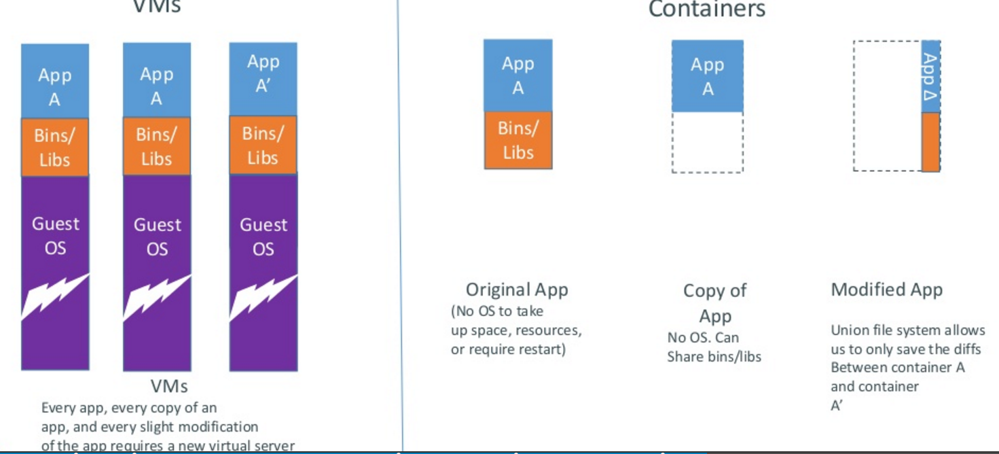 VMs
Containers
App
A
Bins/
Libs
Guest
OS
App
A
Bins/
Libs
Guest
OS
App
A’
Bins/
Libs
Guest
OS
VMs
Every app, every copy of an
app, and every slight modification
of the app requires a new virtual server
App
A
Bins/
Libs
Original App
(No OS to take
up space, resources,
or require restart)
App
A
Copy of
App
No OS. Can
Share bins/libs
App Δ
Modified App
Union file system allows
us to only save the diffs
Between container A
and container
A’